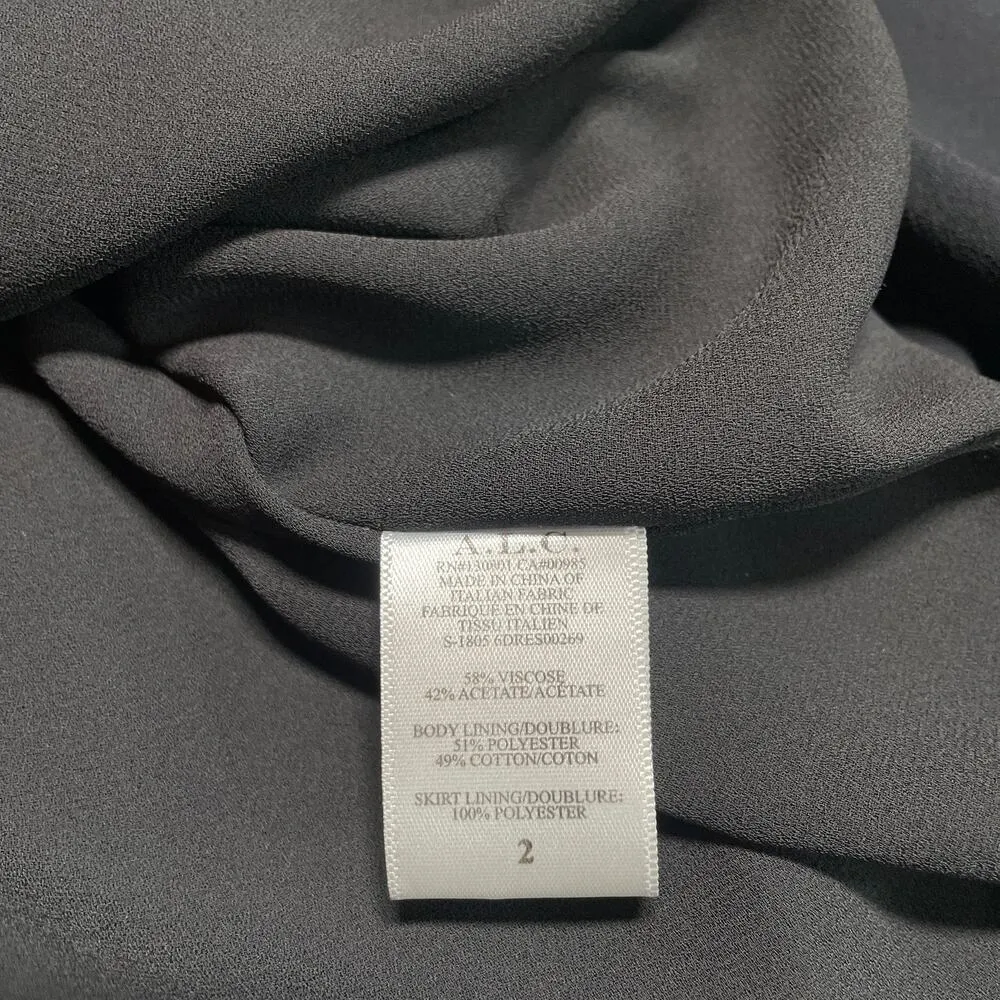 A.L.C.
RN#130801 CA#00985
MADE IN CHINA OF
ITALIAN FABRIC
FABRIQUE EN CHINE DE
TISSU ITALIEN
S-1805 6DRES00269
58% VISCOSE
42% ACETATE/ACÉTATE
BODY LINING/DOUBLURE:
51% POLYESTER
49% COTTON/COTON
SKIRT LINING/DOUBLURE:
100% POLYESTER
2